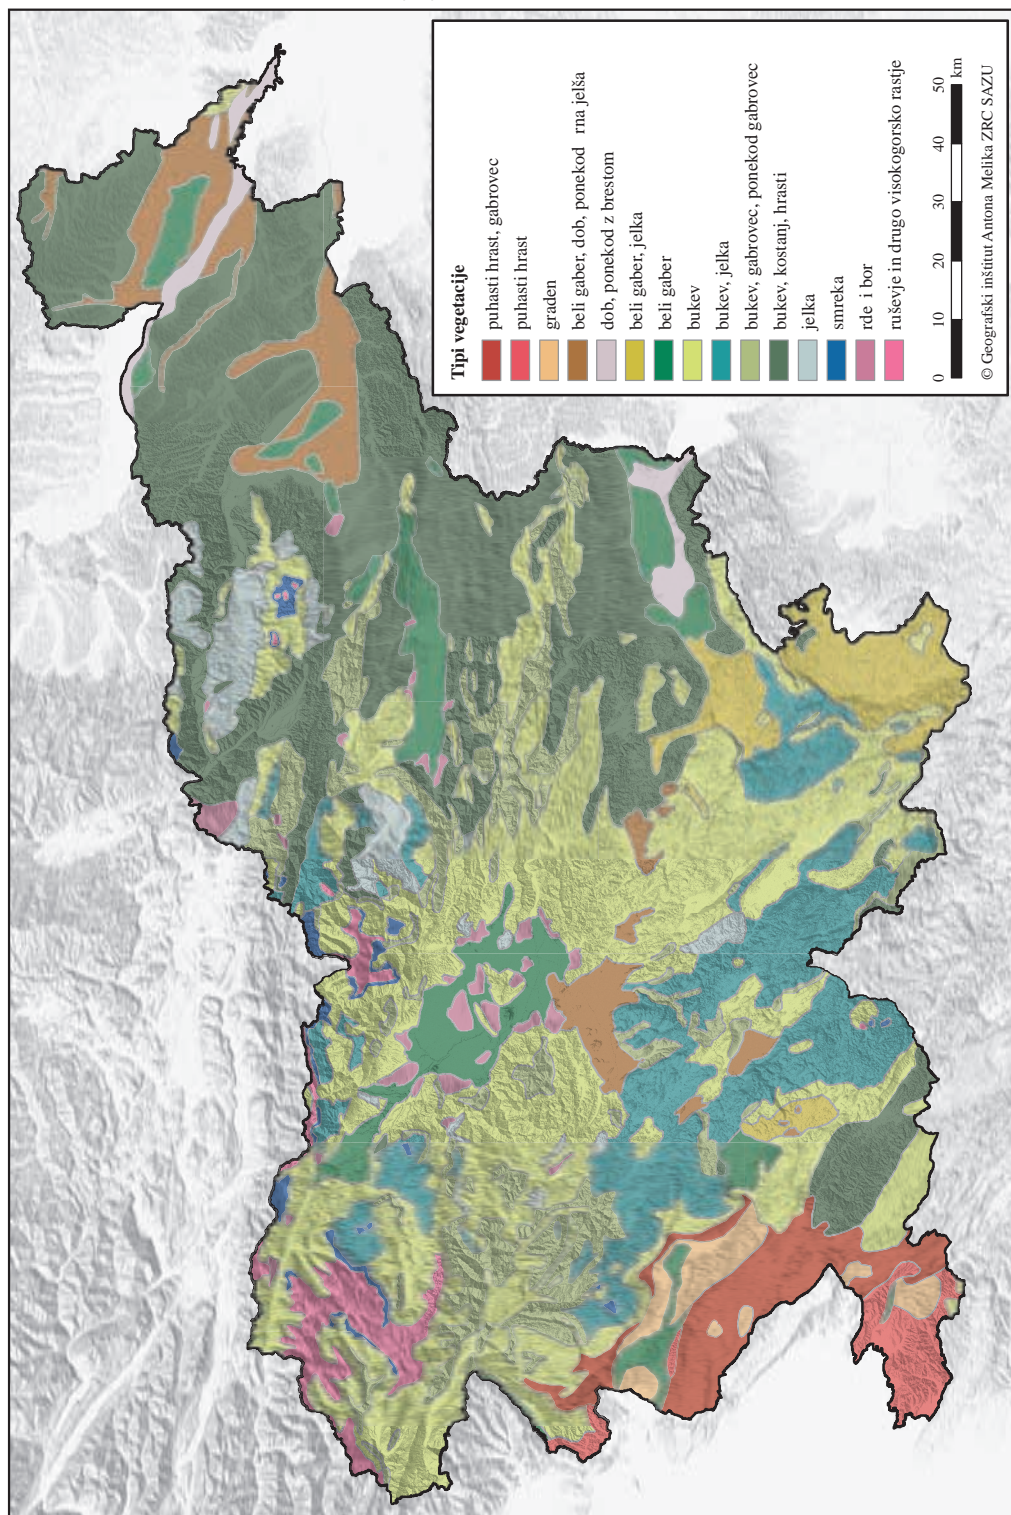 Tipi vegetacije
puhasti hrast, gabrovec
puhasti hrast
graden
beli gaber, dob, ponekod rna jelša
dob, ponekod z brestom
beli gaber, jelka
beli gaber
bukev
bukev, jelka
bukev, gabrovec, ponekod gabrovec
bukev, kostanj, hrasti
jelka
smreka
rde i bor
ruševje in drugo visokogorsko rastje
0 10 20 30 40 50
km
© Geografski inštitut Antona Melika ZRC SAZU